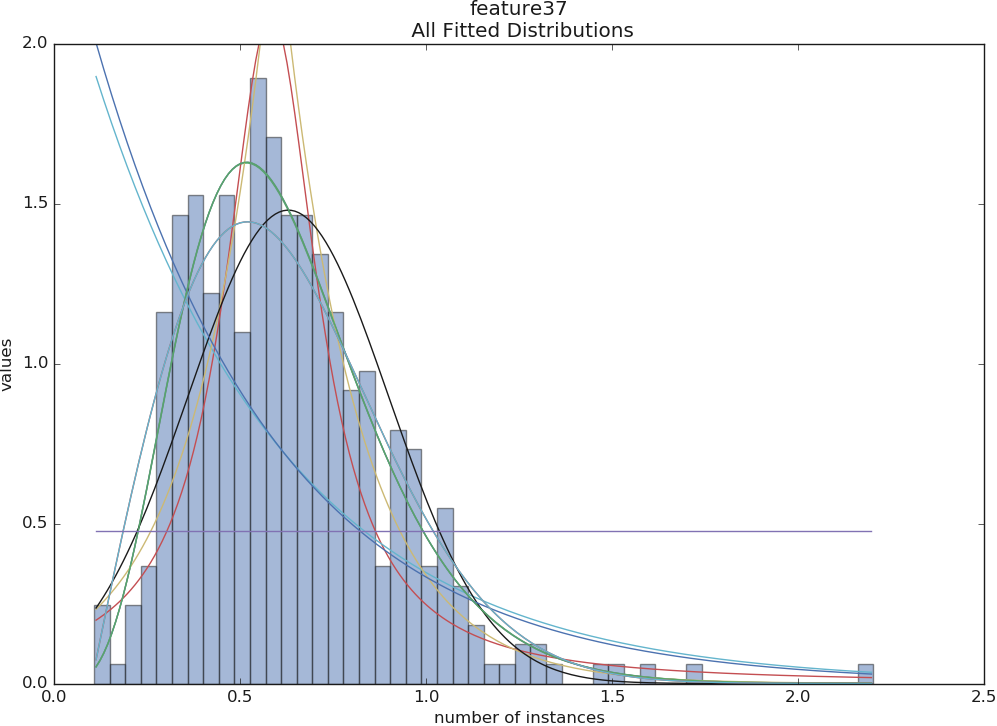 feature37
All Fitted Distributions
2.0
1.5
1.0
0.5
0.0
values
0.0 0.5 1.0 1.5 2.0 2.5
number of instances